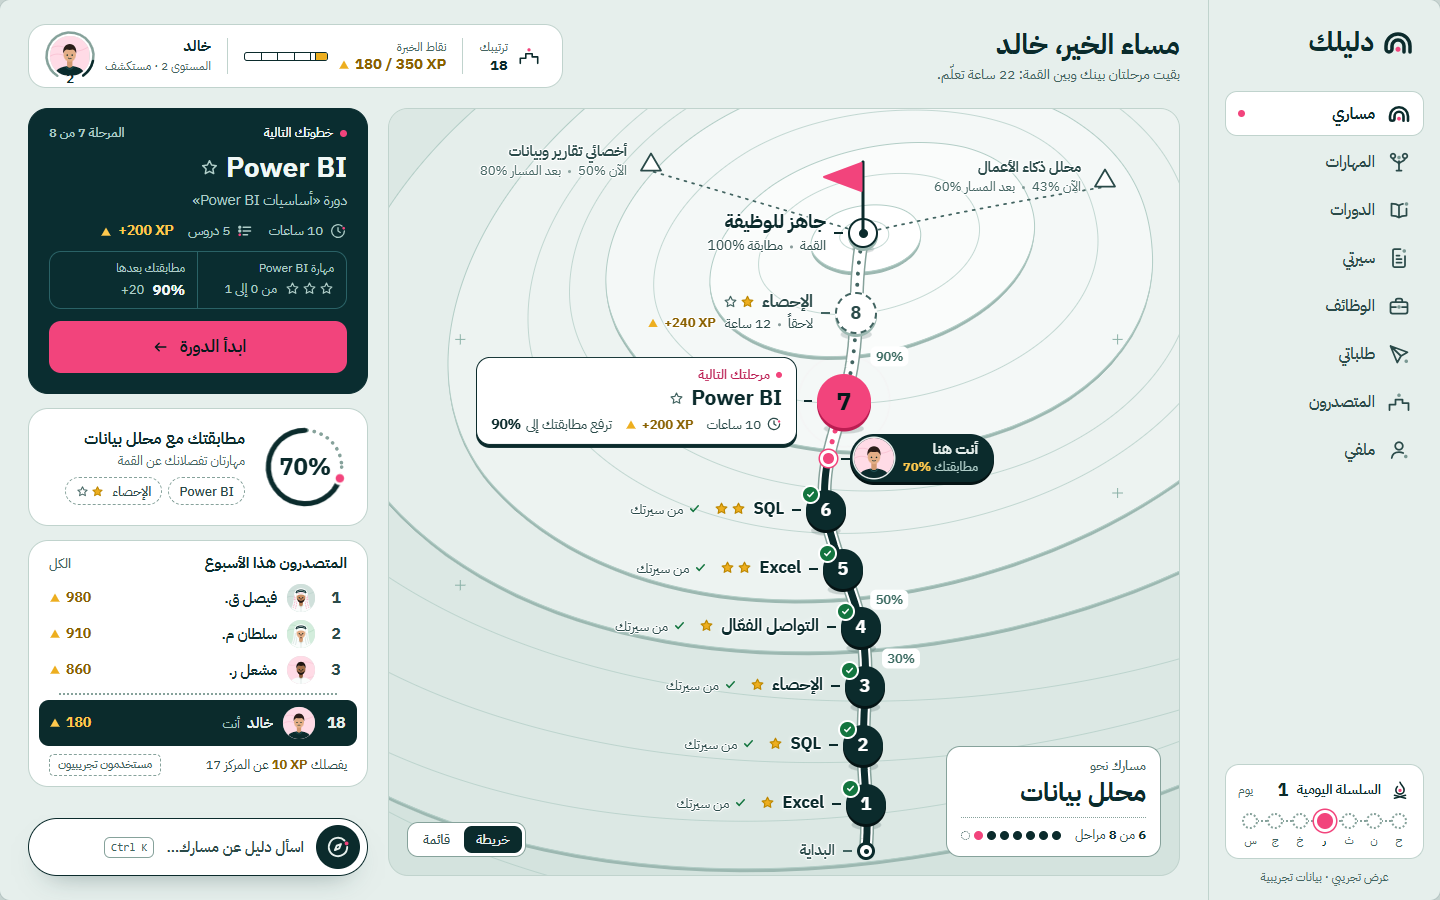 دليلك
مساري
المهارات
الدورات
سيرتي
الوظائف
طلباتي
المتصدرون
ملفي
السلسلة اليومية 1 يوم
ح ن ث ر خ ج س
عرض تجريبي · بيانات تجريبية
مساء الخير، خالد
بقيت مرحلتان بينك وبين القمة: 22 ساعة تعلّم.
ترتيبك
18
نقاط الخبرة
180 / 350 XP
خالد
المستوى 2 · مستكشف
2
محلل ذكاء الأعمال
الآن 43% • بعد المسار 60%
أخصائي تقارير وبيانات
الآن 50% • بعد المسار 80%
جاهز للوظيفة
القمة • مطابقة 100%
8
الإحصاء
لاحقاً • 12 ساعة +240 XP
90%
7
مرحلتك التالية
Power BI
10 ساعات +200 XP ترفع مطابقتك إلى 90%
أنت هنا
مطابقتك 70%
6 SQL من سيرتك
5 Excel من سيرتك
50%
4 التواصل الفعّال من سيرتك
30%
3 الإحصاء من سيرتك
2 SQL من سيرتك
1 Excel من سيرتك
البداية
مسارك نحو
محلل بيانات
6 من 8 مراحل
خريطة قائمة
خطوتك التالية المرحلة 7 من 8
Power BI
دورة «أساسيات Power BI»
10 ساعات 5 دروس +200 XP
مهارة Power BI
من 0 إلى 1
مطابقتك بعدها
90% +20
ابدأ الدورة
70%
مطابقتك مع محلل بيانات
مهارتان تفصلانك عن القمة
Power BI الإحصاء
المتصدرون هذا الأسبوع الكل
1 فيصل ق. 980
2 سلطان م. 910
3 مشعل ر. 860
18 خالد أنت 180
يفصلك 10 XP عن المركز 17 مستخدمون تجريبيون
اسأل دليل عن مسارك... Ctrl K